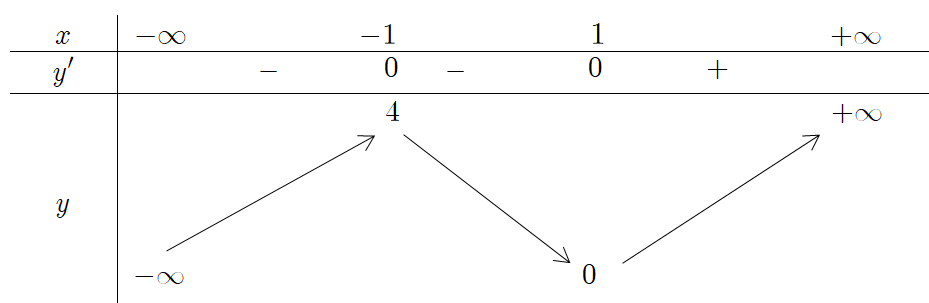 x −∞ −1 1 +∞
y′ − 0 − 0 +
4 +∞
y
−∞ 0